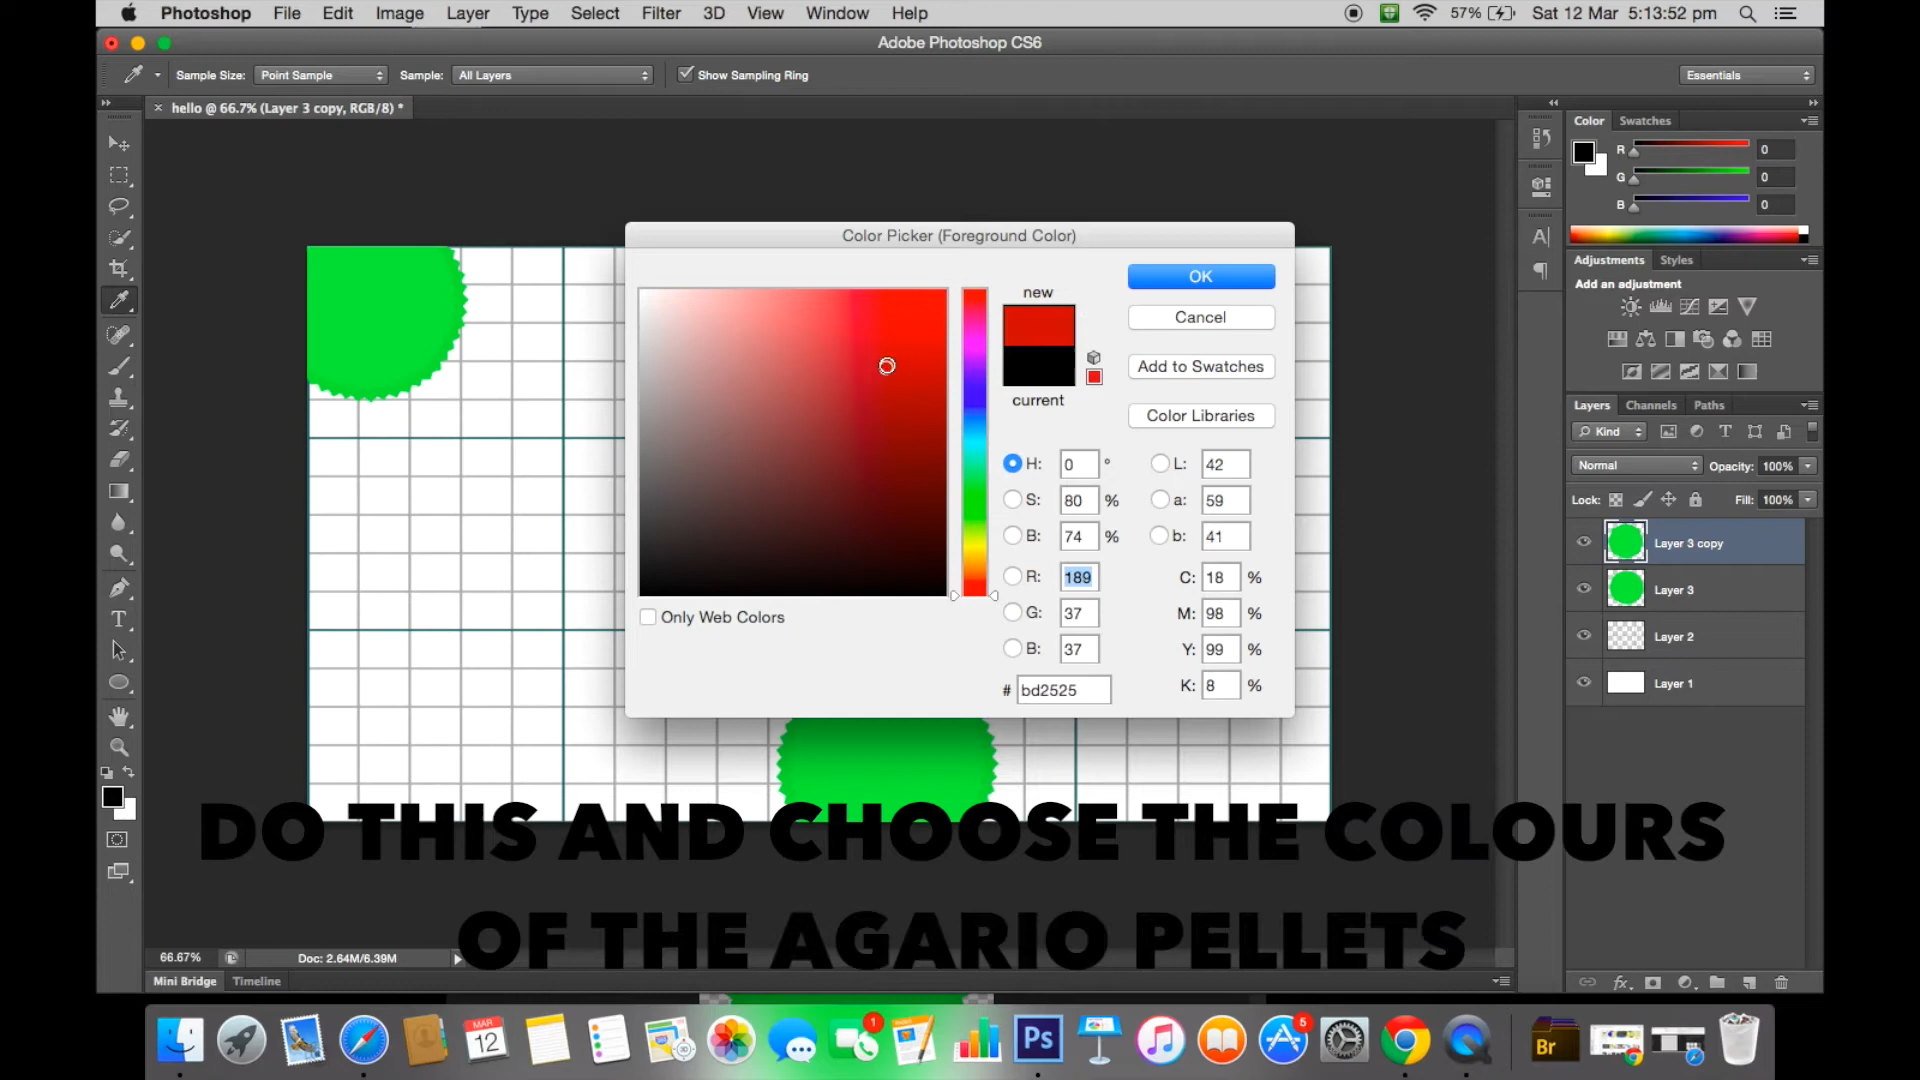 Photoshop File Edit Image Layer Type Select Filter 3D View Window Help 57% Sat 12 Mar 5:13:52 pm
Adobe Photoshop CS6
Sample Size: Point Sample Sample: All Layers Show Sampling Ring Essentials
hello @ 66.7% (Layer 3 copy, RGB/8) *
Color Swatches
R 0
G 0
B 0
Color Picker (Foreground Color)
new
current
OK
Cancel
Add to Swatches
Color Libraries
H: 0 °
S: 80 %
B: 74 %
R: 189
G: 37
B: 37
# bd2525
L: 42
a: 59
b: 41
C: 18 %
M: 98 %
Y: 99 %
K: 8 %
Only Web Colors
Adjustments Styles
Add an adjustment
Layers Channels Paths
Kind
Normal Opacity: 100%
Lock: Fill: 100%
Layer 3 copy
Layer 3
Layer 2
Layer 1
DO THIS AND CHOOSE THE COLOURS
OF THE AGARIO PELLETS
66.67% Doc: 2.64M/6.39M
Mini Bridge Timeline
MAR
12
1
Ps
5
Br